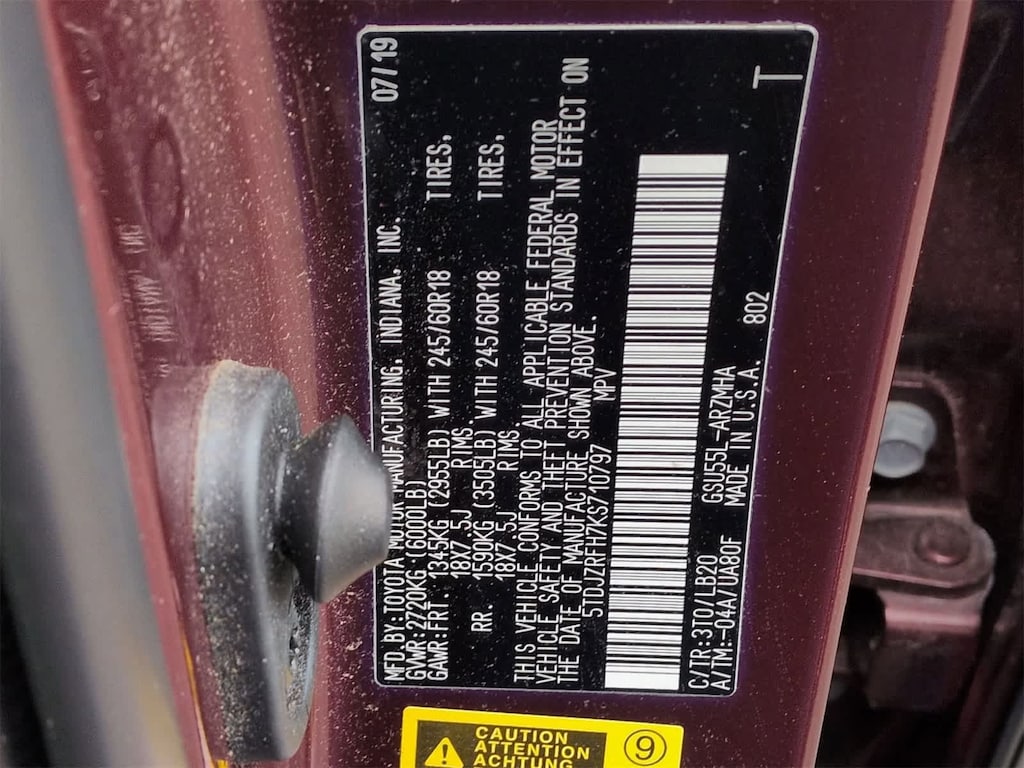 MFD.BY:TOYOTA MOTOR MANUFACTURING, INDIANA, INC. 07/19
GVWR:2720KG(6000LB)
GAWR:FRT. 1345KG(2955LB) WITH 245/60R18 TIRES,
18X7.5J RIMS,
RR. 1590KG(3505LB) WITH 245/60R18 TIRES,
18X7.5J RIMS,
THIS VEHICLE CONFORMS TO ALL APPLICABLE FEDERAL MOTOR
VEHICLE SAFETY AND THEFT PREVENTION STANDARDS IN EFFECT ON
THE DATE OF MANUFACTURE SHOWN ABOVE.
5TDJZRFH7KS710797 MPV
C/TR:3T0/LB20 GSU55L-ARZMHA
A/TM:-04A/UA80F MADE IN U.S.A. 802
T
CAUTION
ATTENTION
ACHTUNG
9